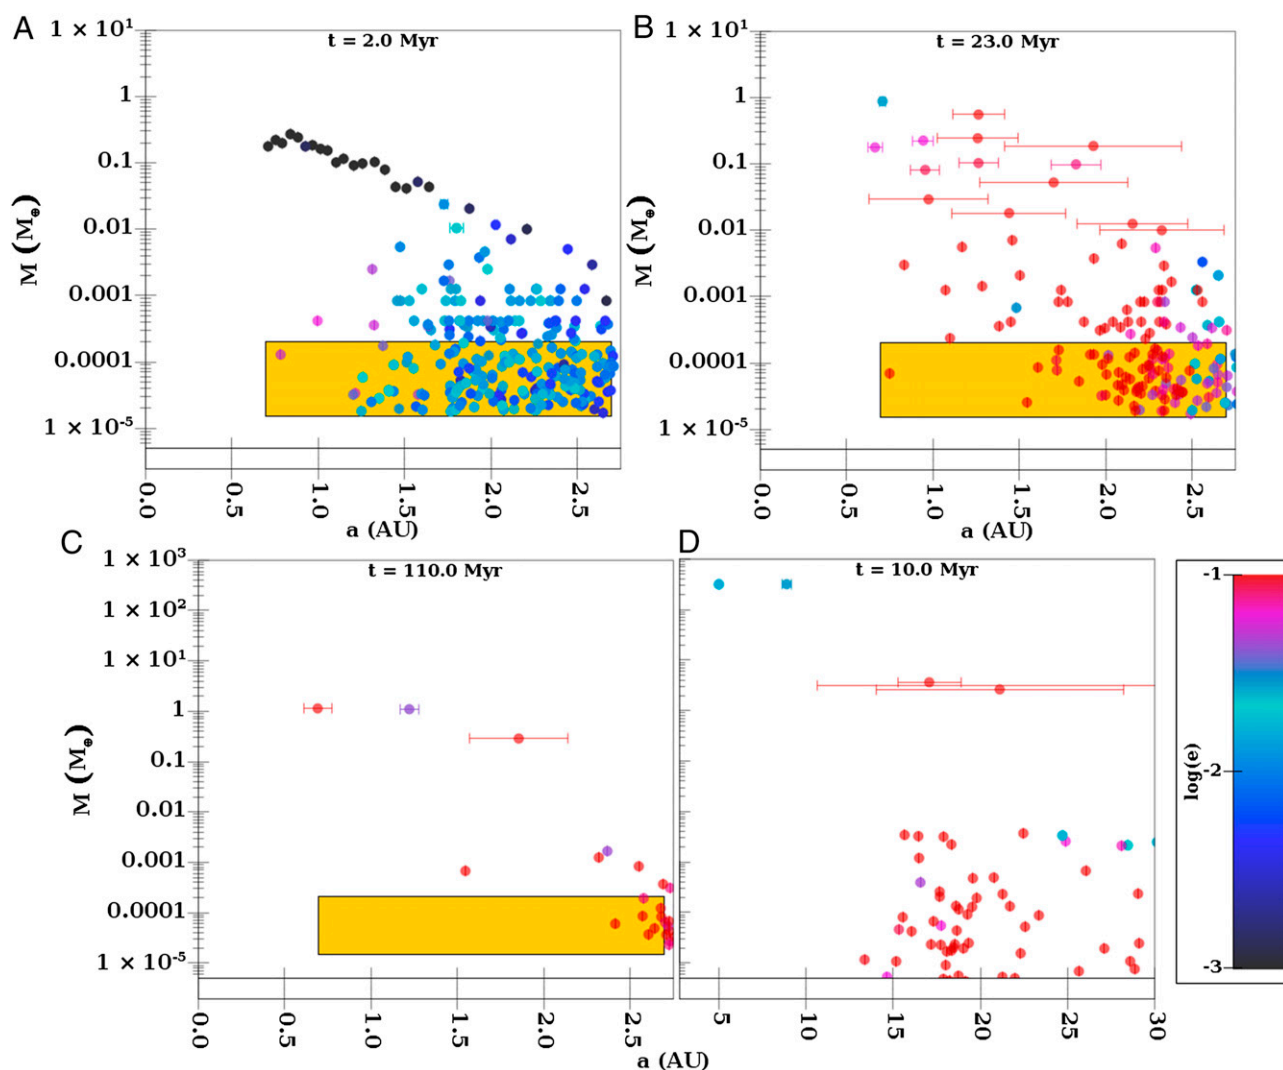 A
t = 2.0 Myr
1 × 10¹
1
0.1
0.01
0.001
0.0001
1 × 10⁻⁵
M (M⊕)
0.0
0.5
1.0
1.5
2.0
2.5
a (AU)
B
t = 23.0 Myr
1 × 10¹
1
0.1
0.01
0.001
0.0001
1 × 10⁻⁵
M (M⊕)
0.0
0.5
1.0
1.5
2.0
2.5
a (AU)
C
t = 110.0 Myr
1 × 10³
1 × 10²
1 × 10¹
1
0.1
0.01
0.001
0.0001
1 × 10⁻⁵
M (M⊕)
0.0
0.5
1.0
1.5
2.0
2.5
D
t = 10.0 Myr
5
10
15
20
25
30
a (AU)
log(e)
-1
-2
-3